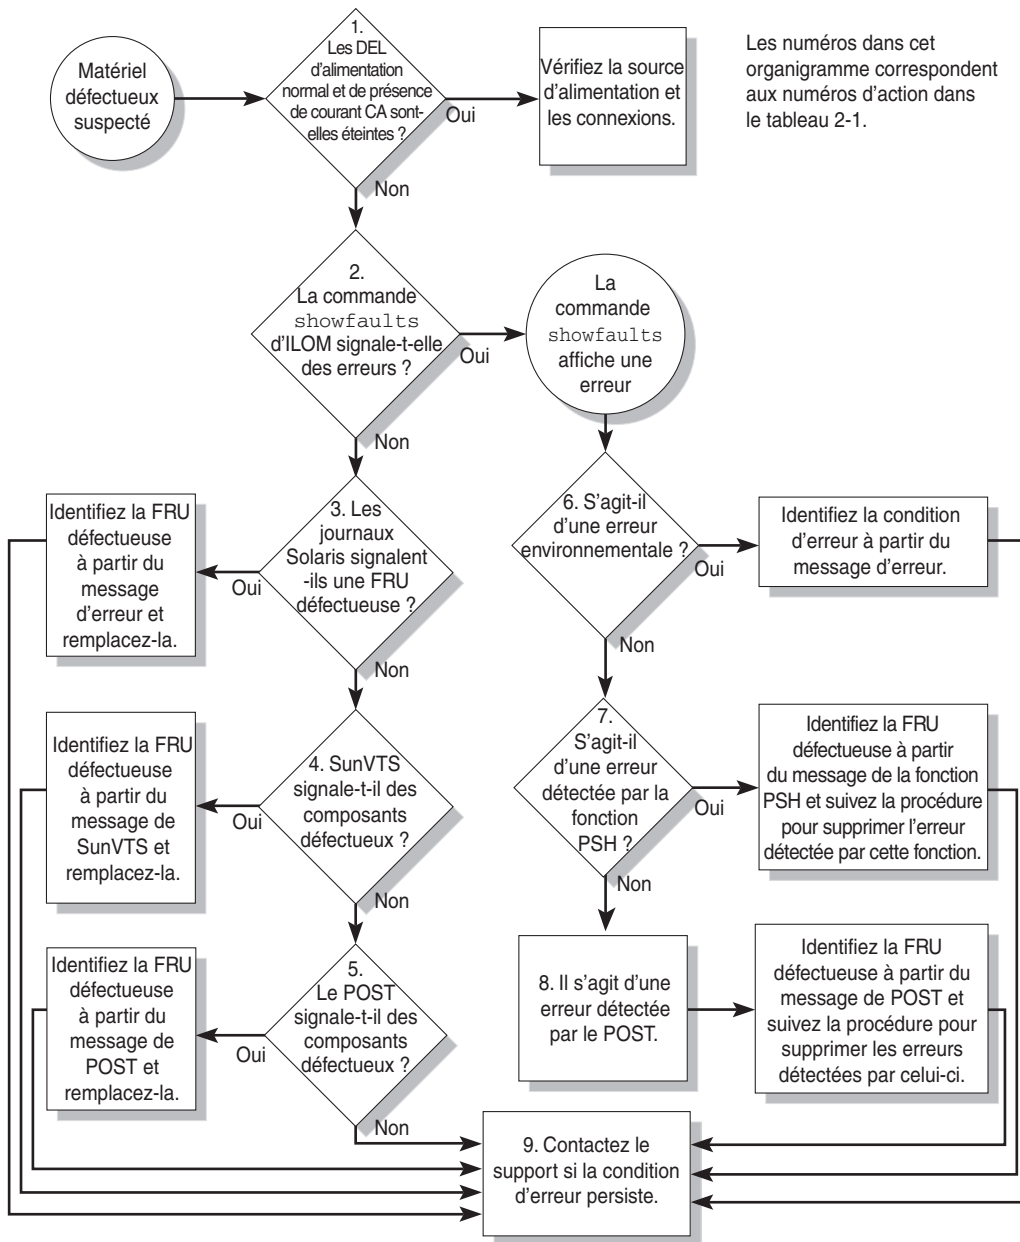 Matériel
défectueux
suspecté
1.
Les DEL
d'alimentation
normal et de présence
de courant CA sont-
elles éteintes ?
Oui
Vérifiez la source
d'alimentation et
les connexions.
Les numéros dans cet
organigramme correspondent
aux numéros d'action dans
le tableau 2-1.
Non
2.
La commande
showfaults
d'ILOM signale-t-elle
des erreurs ?
Oui
La
commande
showfaults
affiche une
erreur
Non
3. Les
journaux
Solaris signalent
-ils une FRU
défectueuse ?
Oui
Identifiez la FRU
défectueuse
à partir du
message
d'erreur et
remplacez-la.
6. S'agit-il
d'une erreur
environnementale ?
Oui
Identifiez la condition
d'erreur à partir du
message d'erreur.
Non
Non
4. SunVTS
signale-t-il des
composants
défectueux ?
Oui
Identifiez la FRU
défectueuse
à partir du
message de
SunVTS et
remplacez-la.
7.
S'agit-il
d'une erreur
détectée par la
fonction
PSH ?
Oui
Identifiez la FRU
défectueuse à partir
du message de la fonction
PSH et suivez la procédure
pour supprimer l'erreur
détectée par cette fonction.
Non
Non
5.
Le POST
signale-t-il des
composants
défectueux ?
Oui
Identifiez la FRU
défectueuse
à partir du
message de
POST et
remplacez-la.
8. Il s'agit d'une
erreur détectée
par le POST.
Identifiez la FRU
défectueuse à partir du
message de POST et
suivez la procédure pour
supprimer les erreurs
détectées par celui-ci.
Non
9. Contactez le
support si la condition
d'erreur persiste.